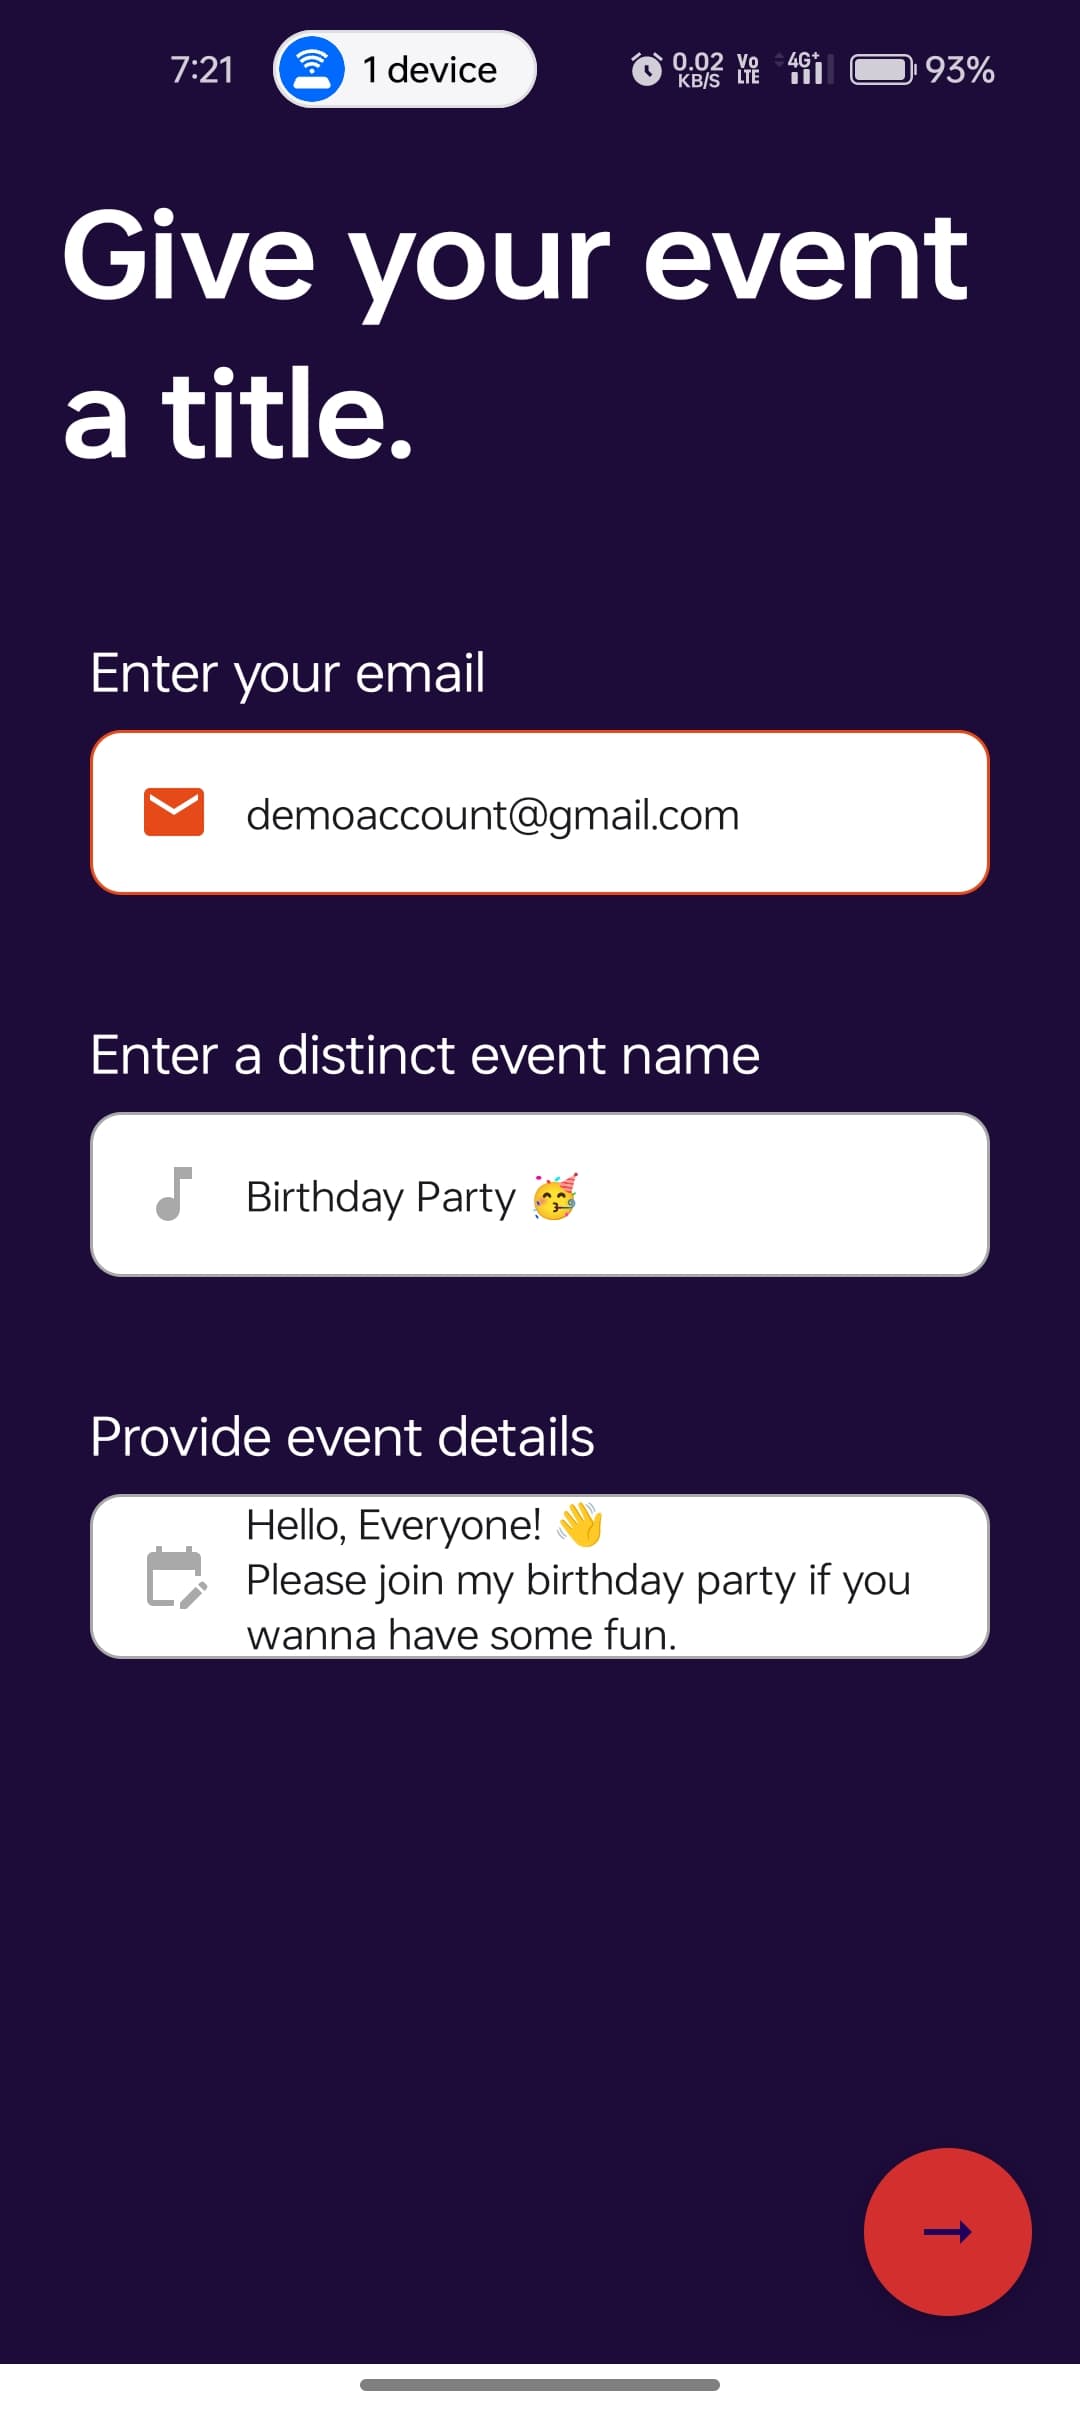 7:21 1 device 0.02 KB/S Vo LTE 4G+ 93%
Give your event
a title.
Enter your email
demoaccount@gmail.com
Enter a distinct event name
Birthday Party 🥳
Provide event details
Hello, Everyone! 👋
Please join my birthday party if you
wanna have some fun.